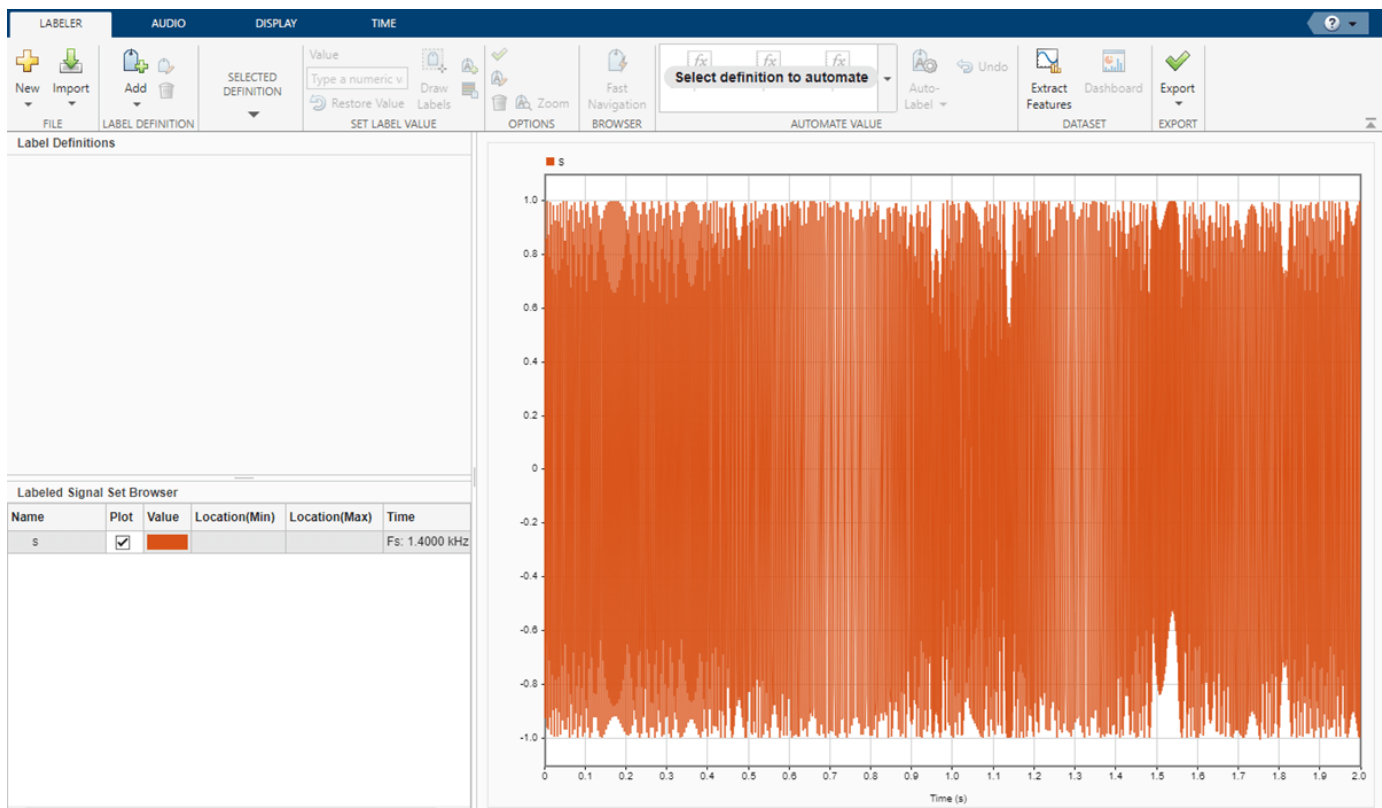 LABELER AUDIO DISPLAY TIME
?
New Import
FILE
Add
LABEL DEFINITION
SELECTED
DEFINITION
Value
Type a numeric v
Restore Value
Draw
Labels
SET LABEL VALUE
Zoom
OPTIONS
Fast
Navigation
BROWSER
fx fx fx
Select definition to automate
Auto-
Label
Undo
AUTOMATE VALUE
Extract
Features
Dashboard
DATASET
Export
EXPORT
Label Definitions
Labeled Signal Set Browser
Name Plot Value Location(Min) Location(Max) Time
s Fs: 1.4000 kHz
s
1.0
0.8
0.6
0.4
0.2
0
-0.2
-0.4
-0.6
-0.8
-1.0
0 0.1 0.2 0.3 0.4 0.5 0.6 0.7 0.8 0.9 1.0 1.1 1.2 1.3 1.4 1.5 1.6 1.7 1.8 1.9 2.0
Time (s)